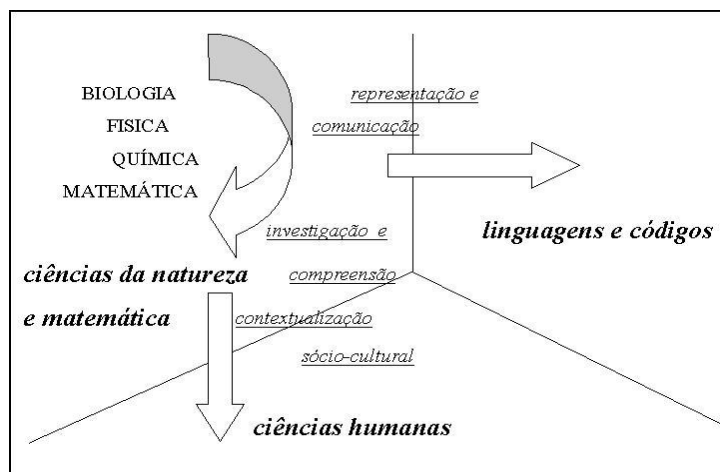 BIOLOGIA
FISICA
QUÍMICA
MATEMÁTICA
representação e
comunicação
investigação e
compreensão
contextualização
sócio-cultural
linguagens e códigos
ciências da natureza
e matemática
ciências humanas